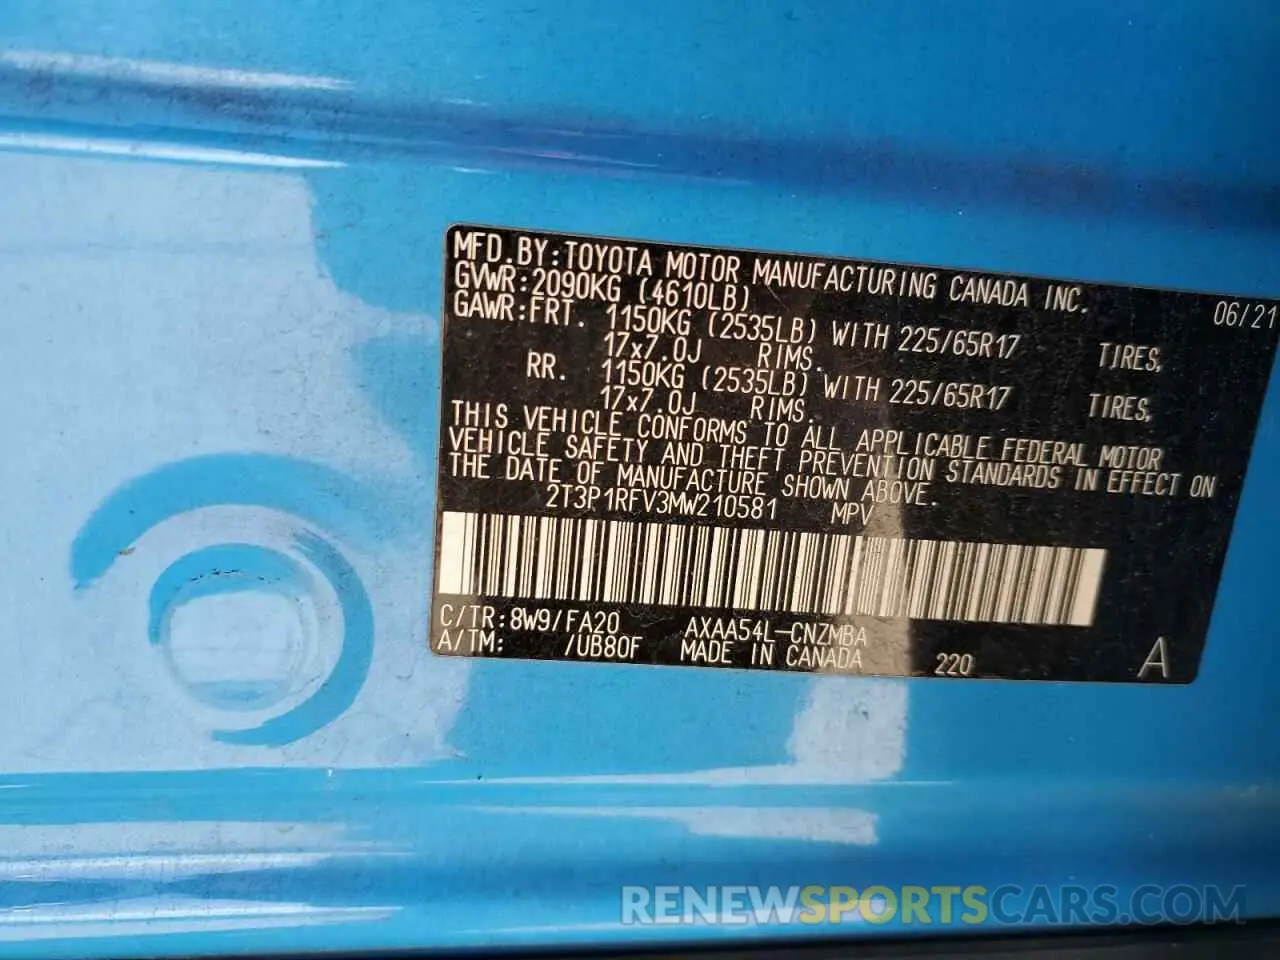 MFD.BY:TOYOTA MOTOR MANUFACTURING CANADA INC. 06/21
GVWR:2090KG (4610LB)
GAWR:FRT. 1150KG (2535LB) WITH 225/65R17 TIRES,
17x7.0J RIMS.
RR. 1150KG (2535LB) WITH 225/65R17 TIRES,
17x7.0J RIMS.
THIS VEHICLE CONFORMS TO ALL APPLICABLE FEDERAL MOTOR
VEHICLE SAFETY AND THEFT PREVENTION STANDARDS IN EFFECT ON
THE DATE OF MANUFACTURE SHOWN ABOVE.
2T3P1RFV3MW210581 MPV
C/TR:8W9/FA20 AXAA54L-CNZMBA
A/TM: /UB80F MADE IN CANADA 220 A
RENEWSPORTSCARS.COM